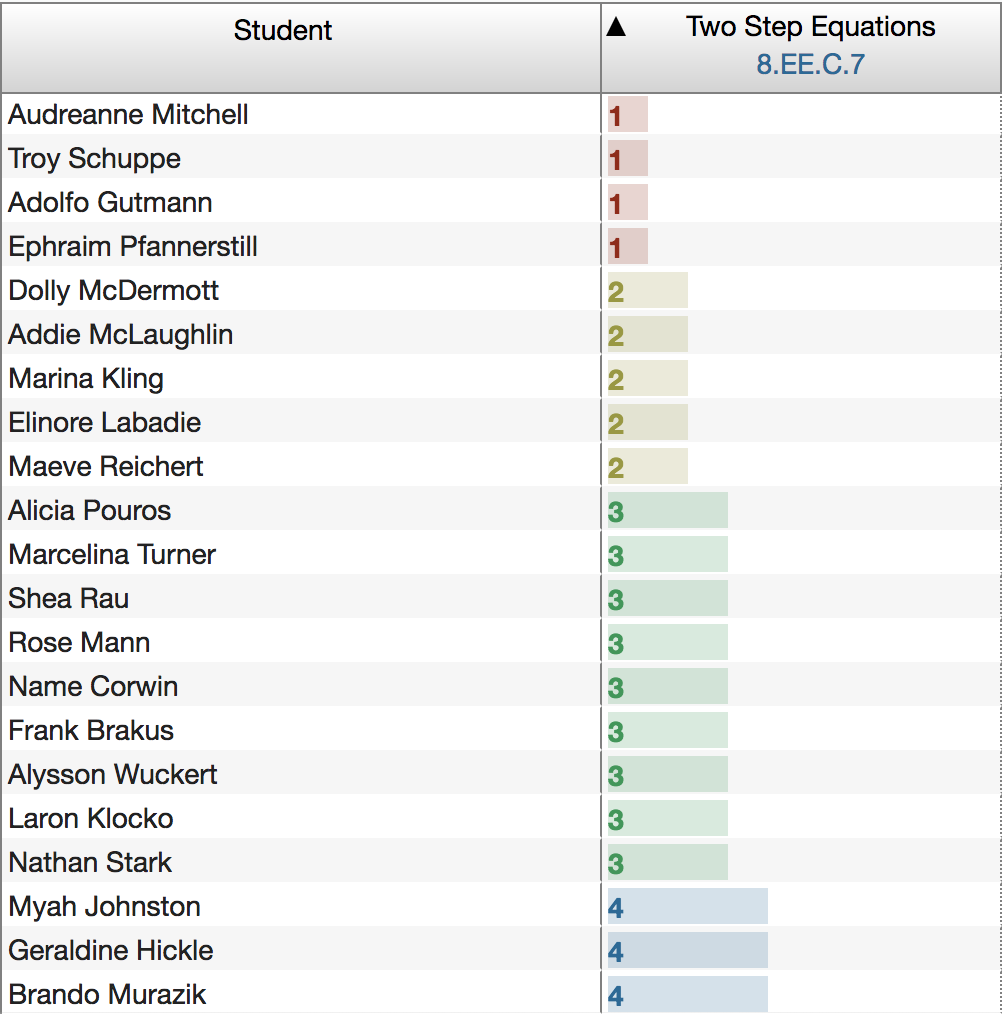 Student
▲ Two Step Equations
8.EE.C.7
Audreanne Mitchell 1
Troy Schuppe 1
Adolfo Gutmann 1
Ephraim Pfannerstill 1
Dolly McDermott 2
Addie McLaughlin 2
Marina Kling 2
Elinore Labadie 2
Maeve Reichert 2
Alicia Pouros 3
Marcelina Turner 3
Shea Rau 3
Rose Mann 3
Name Corwin 3
Frank Brakus 3
Alysson Wuckert 3
Laron Klocko 3
Nathan Stark 3
Myah Johnston 4
Geraldine Hickle 4
Brando Murazik 4